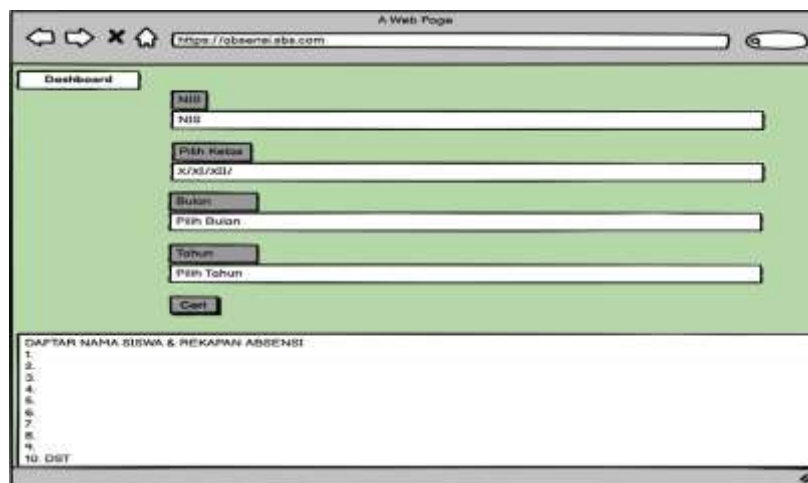 A Web Page
https://absensi.sbs.com
Dashboard
NIS
NIS
Pilih Kelas
X/XI/XII/
Bulan
Pilih Bulan
Tahun
Pilih Tahun
Cari
DAFTAR NAMA SISWA & REKAPAN ABSENSI
1.
2.
3.
4.
5.
6.
7.
8.
9.
10. DST